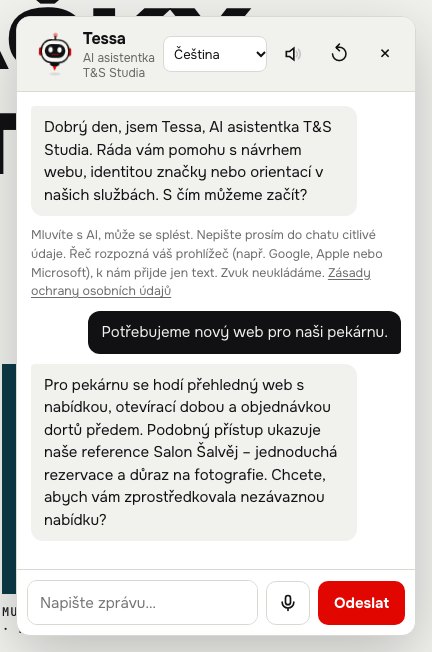 Tessa
AI asistentka
T&S Studia
Čeština
Dobrý den, jsem Tessa, AI asistentka T&S
Studia. Ráda vám pomohu s návrhem
webu, identitou značky nebo orientací v
našich službách. S čím můžeme začít?
Mluvíte s AI, může se splést. Nepište prosím do chatu citlivé
údaje. Řeč rozpozná váš prohlížeč (např. Google, Apple nebo
Microsoft), k nám přijde jen text. Zvuk neukládáme. Zásady
ochrany osobních údajů
Potřebujeme nový web pro naši pekárnu.
Pro pekárnu se hodí přehledný web s
nabídkou, otevírací dobou a objednávkou
dortů předem. Podobný přístup ukazuje
naše reference Salon Šalvěj – jednoduchá
rezervace a důraz na fotografie. Chcete,
abych vám zprostředkovala nezávaznou
nabídku?
Napište zprávu...
Odeslat